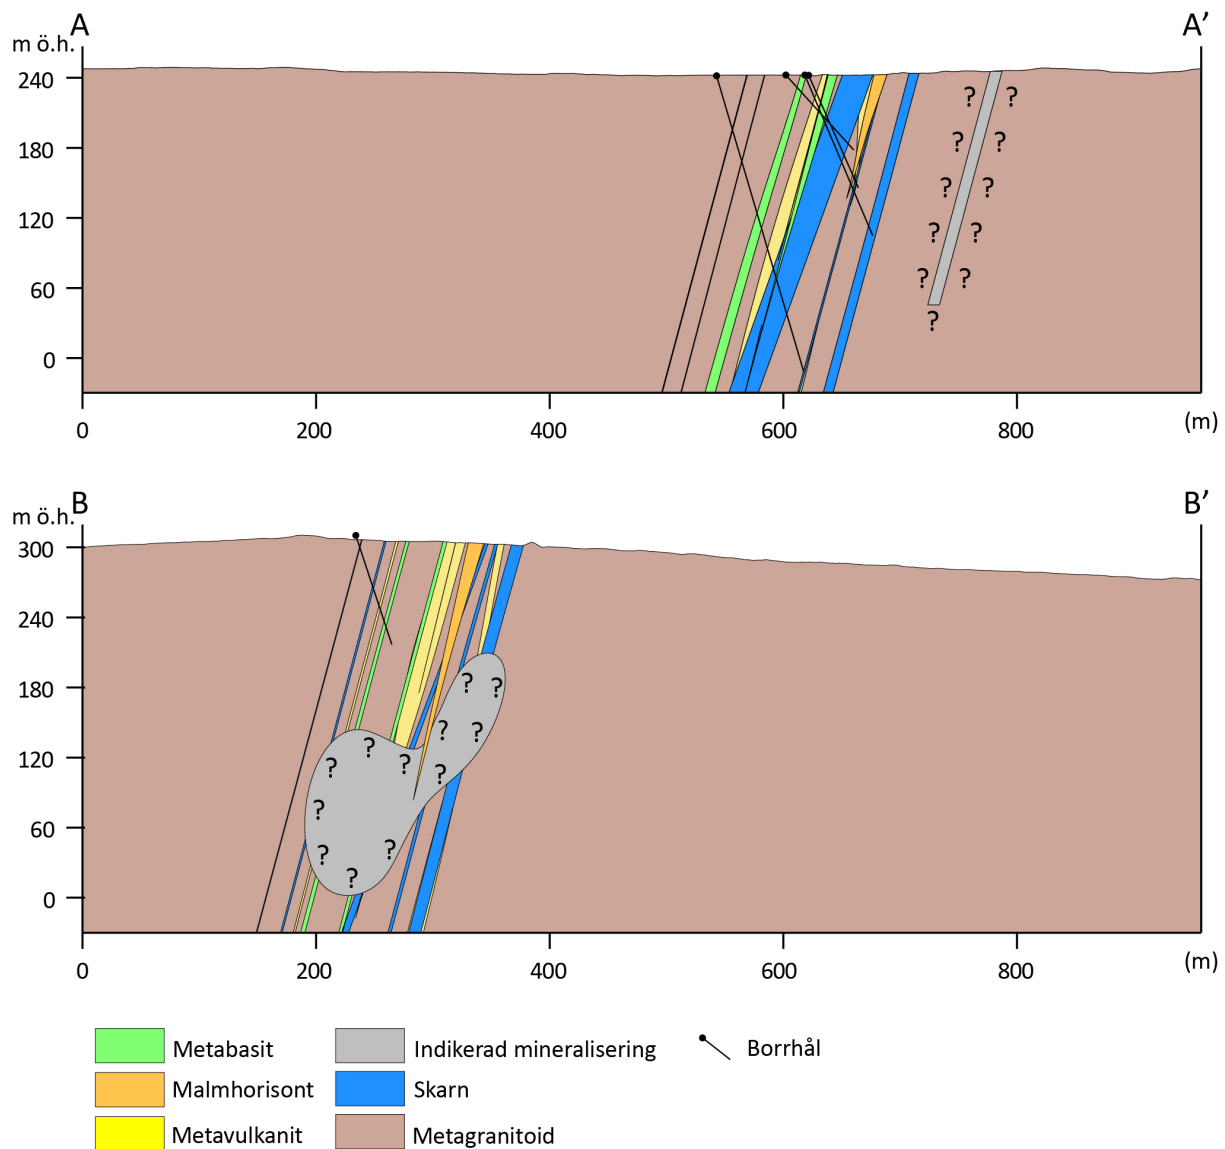 A A’
m ö.h.
240
180
120
60
0
? ?
? ?
? ?
? ?
? ?
?
0 200 400 600 800 (m)
B B’
m ö.h.
300
240
180
120
60
0
? ?
? ?
? ? ? ?
?
? ?
?
0 200 400 600 800 (m)
Metabasit Indikerad mineralisering Borrhål
Malmhorisont Skarn
Metavulkanit Metagranitoid